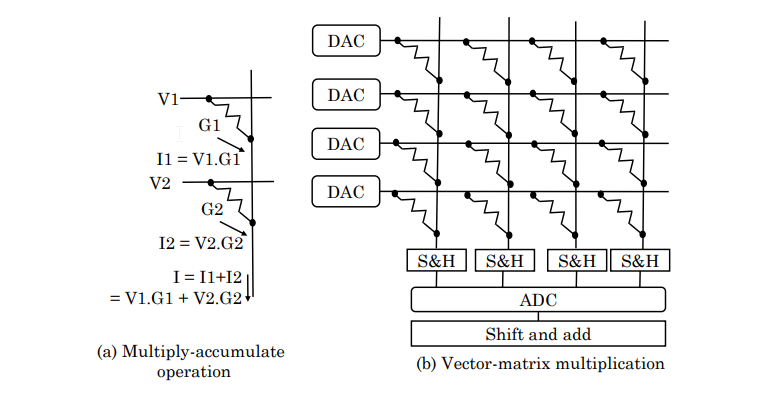 V1
G1
I1 = V1.G1
V2
G2
I2 = V2.G2
I = I1+I2
= V1.G1 + V2.G2
(a) Multiply-accumulate
operation
DAC
DAC
DAC
DAC
S&H S&H S&H S&H
ADC
Shift and add
(b) Vector-matrix multiplication